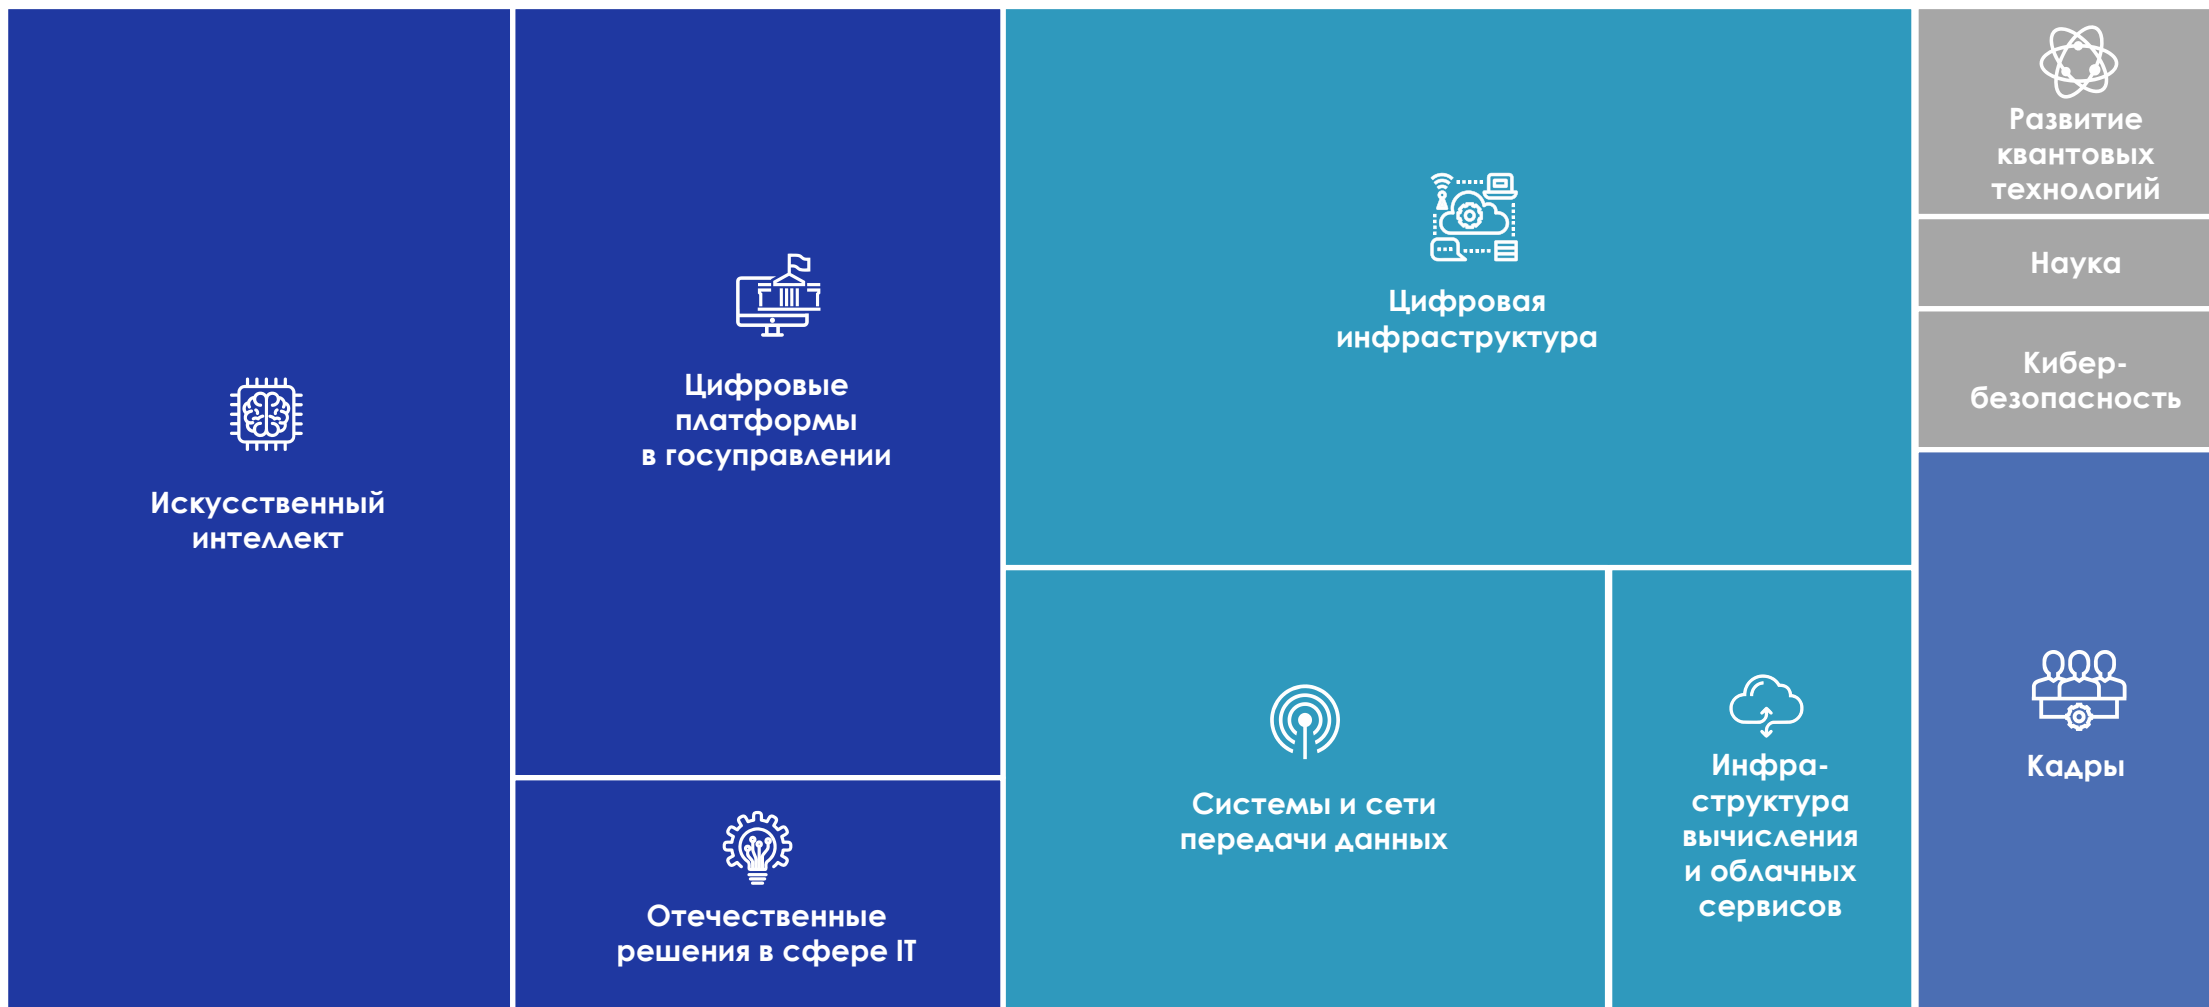 Искусственный
интеллект
Цифровые
платформы
в госуправлении
Отечественные
решения в сфере IT
Цифровая
инфраструктура
Системы и сети
передачи данных
Инфра-
структура
вычисления
и облачных
сервисов
Развитие
квантовых
технологий
Наука
Кибер-
безопасность
Кадры